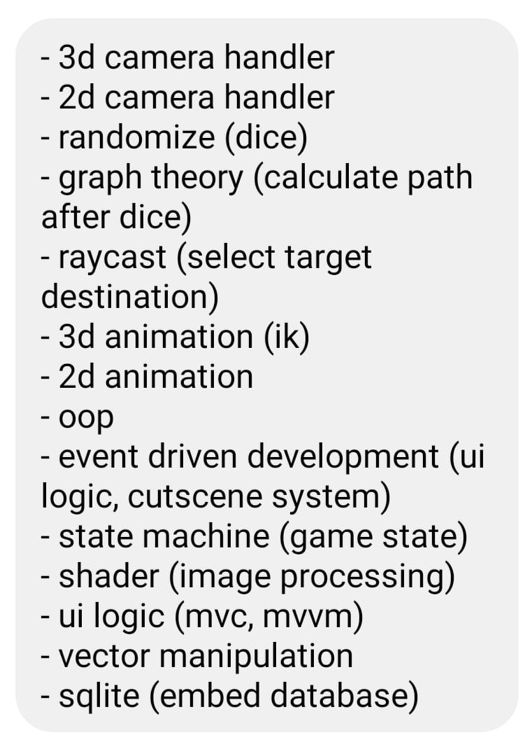 - 3d camera handler
- 2d camera handler
- randomize (dice)
- graph theory (calculate path
after dice)
- raycast (select target
destination)
- 3d animation (ik)
- 2d animation
- oop
- event driven development (ui
logic, cutscene system)
- state machine (game state)
- shader (image processing)
- ui logic (mvc, mvvm)
- vector manipulation
- sqlite (embed database)